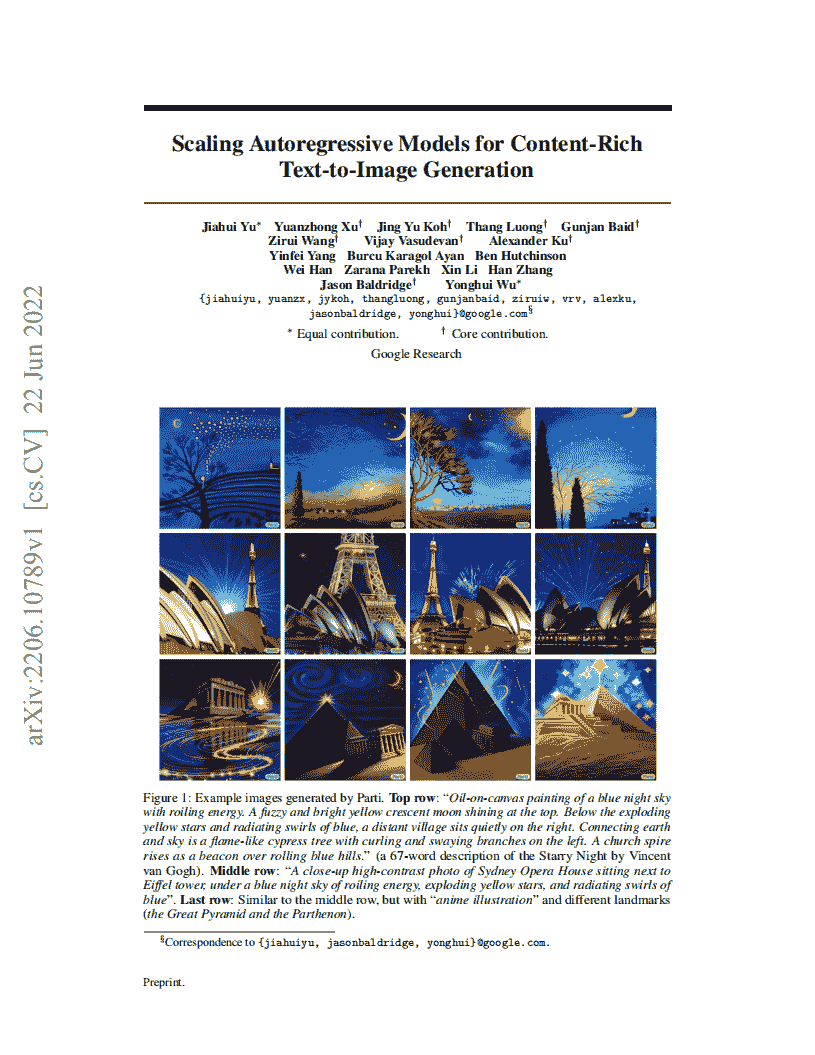 Scaling Autoregressive Models for Content-Rich
Text-to-Image Generation
Jiahui Yu* Yuanzhong Xu† Jing Yu Koh† Thang Luong† Gunjan Baid†
Zirui Wang† Vijay Vasudevan† Alexander Ku†
Yinfei Yang Burcu Karagol Ayan Ben Hutchinson
Wei Han Zarana Parekh Xin Li Han Zhang
Jason Baldridge† Yonghui Wu*
{jiahuiyu, yuanzx, jykoh, thangluong, gunjanbaid, ziruiw, vrv, alexku,
jasonbaldridge, yonghui}@google.com§
* Equal contribution. † Core contribution.
Google Research
arXiv:2206.10789v1 [cs.CV] 22 Jun 2022
Figure 1: Example images generated by Parti. Top row: “Oil-on-canvas painting of a blue night sky
with roiling energy. A fuzzy and bright yellow crescent moon shining at the top. Below the exploding
yellow stars and radiating swirls of blue, a distant village sits quietly on the right. Connecting earth
and sky is a flame-like cypress tree with curling and swaying branches on the left. A church spire
rises as a beacon over rolling blue hills.” (a 67-word description of the Starry Night by Vincent
van Gogh). Middle row: “A close-up high-contrast photo of Sydney Opera House sitting next to
Eiffel tower, under a blue night sky of roiling energy, exploding yellow stars, and radiating swirls of
blue”. Last row: Similar to the middle row, but with “anime illustration” and different landmarks
(the Great Pyramid and the Parthenon).
§Correspondence to {jiahuiyu, jasonbaldridge, yonghui}@google.com.
Preprint.